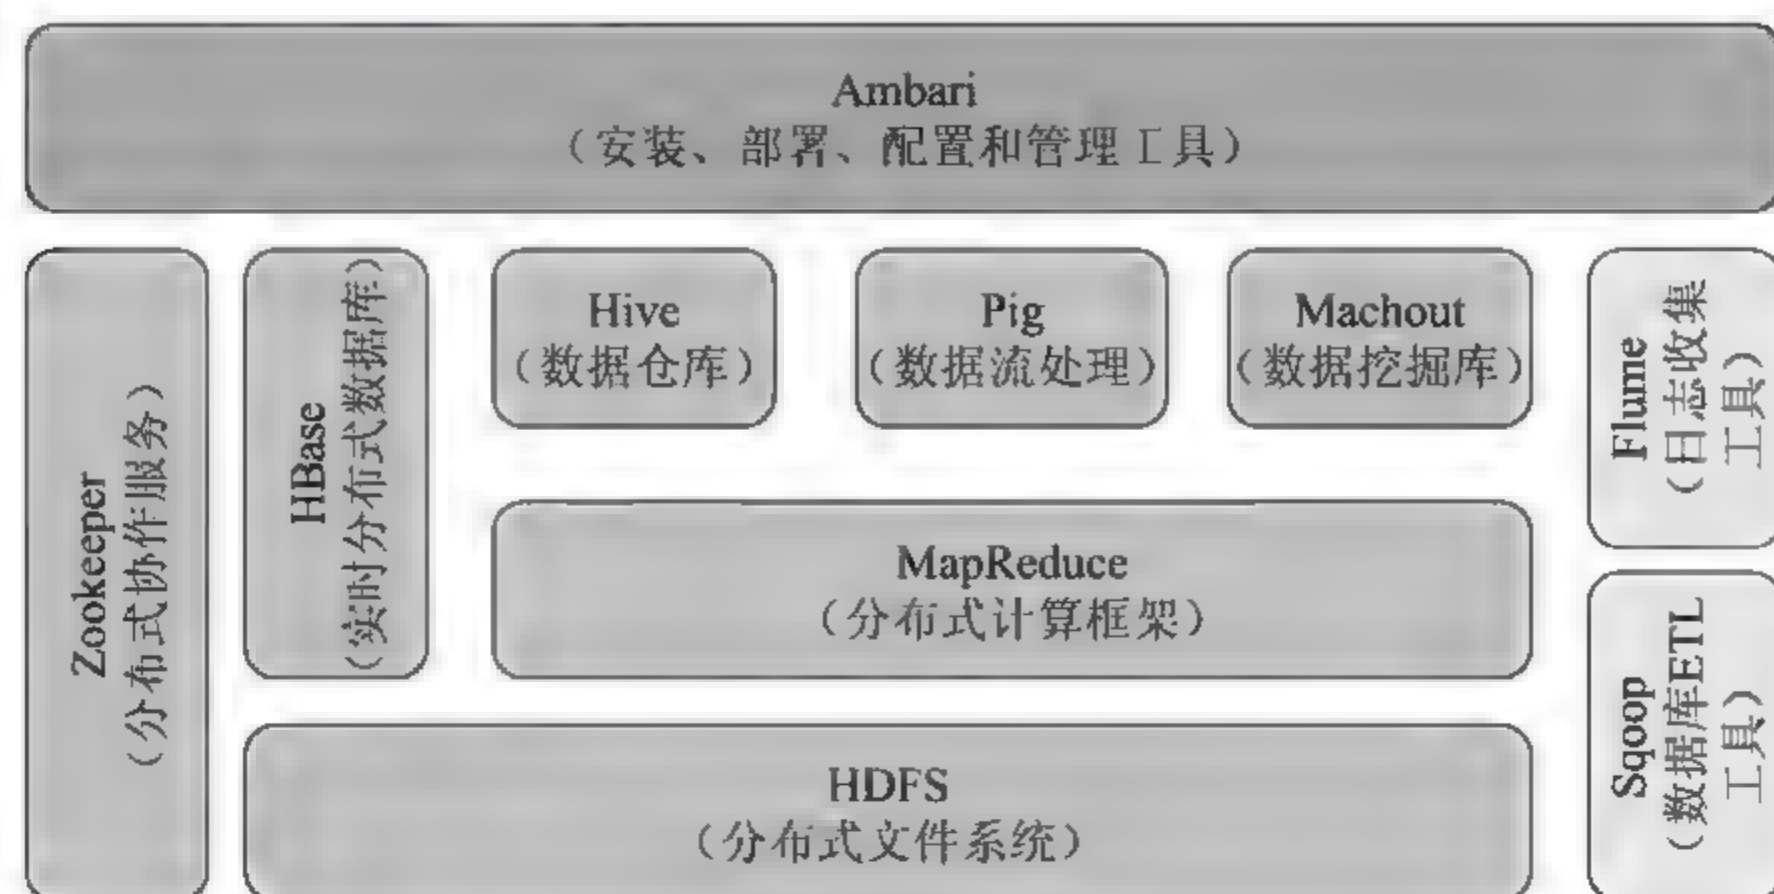 Ambari
（安装、部署、配置和管理工具）
Zookeeper
（分布式协作服务）
HBase
（实时分布式数据库）
Hive
（数据仓库）
Pig
（数据流处理）
Machout
（数据挖掘库）
MapReduce
（分布式计算框架）
HDFS
（分布式文件系统）
Flume
（日志收集
工具）
Sqoop
（数据库ETL
工具）